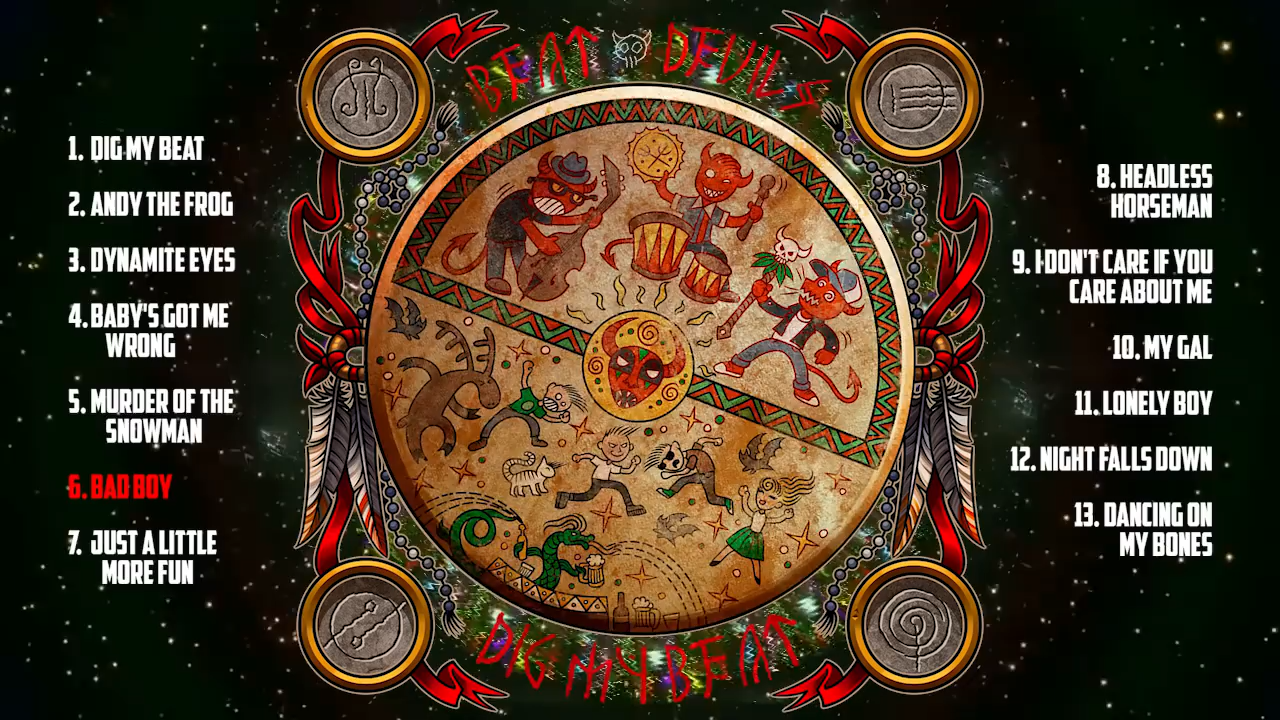 BEAT DEVILS
1. DIG MY BEAT
2. ANDY THE FROG
3. DYNAMITE EYES
4. BABY'S GOT ME
WRONG
5. MURDER OF THE
SNOWMAN
6. BAD BOY
7. JUST A LITTLE
MORE FUN
8. HEADLESS
HORSEMAN
9. I DON'T CARE IF YOU
CARE ABOUT ME
10. MY GAL
11. LONELY BOY
12. NIGHT FALLS DOWN
13. DANCING ON
MY BONES
DIG MY BEAT